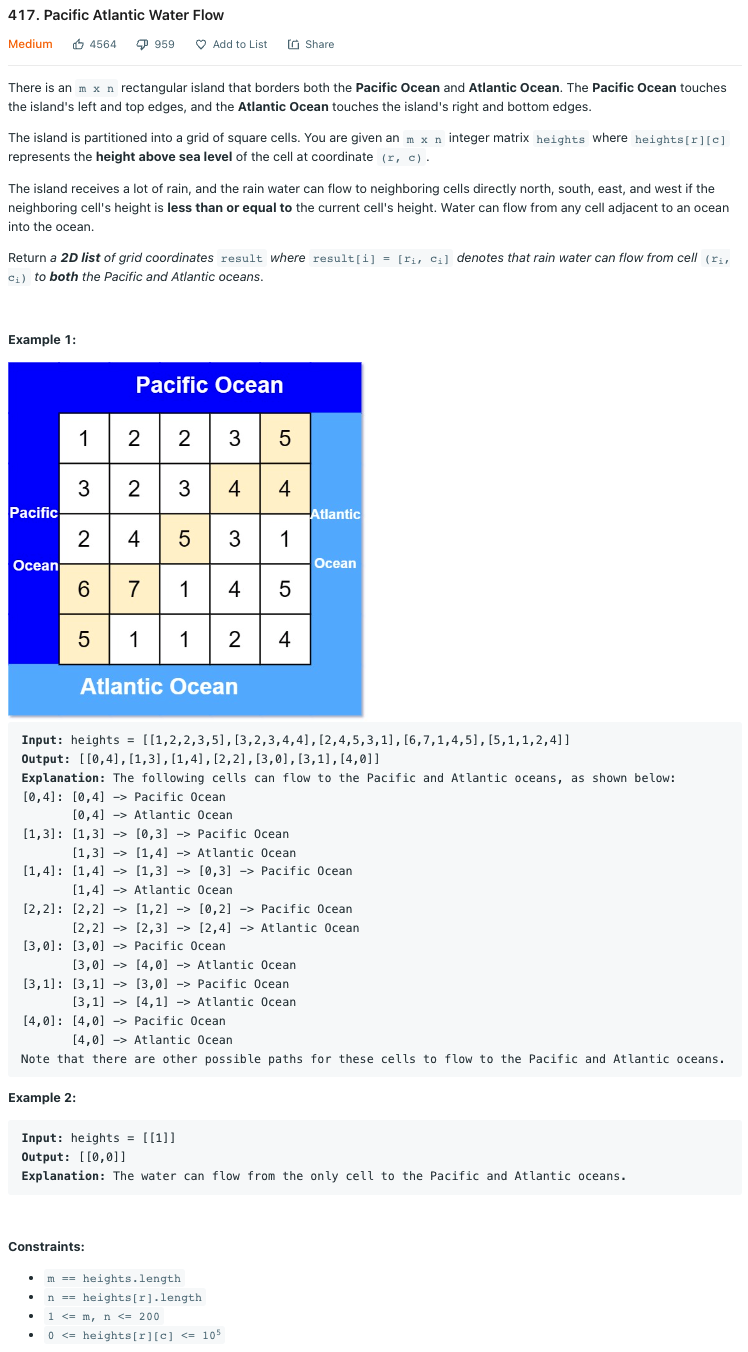 417. Pacific Atlantic Water Flow
Medium 4564 959 Add to List Share
There is an m x n rectangular island that borders both the Pacific Ocean and Atlantic Ocean. The Pacific Ocean touches
the island's left and top edges, and the Atlantic Ocean touches the island's right and bottom edges.
The island is partitioned into a grid of square cells. You are given an m x n integer matrix heights where heights[r][c]
represents the height above sea level of the cell at coordinate (r, c).
The island receives a lot of rain, and the rain water can flow to neighboring cells directly north, south, east, and west if the
neighboring cell's height is less than or equal to the current cell's height. Water can flow from any cell adjacent to an ocean
into the ocean.
Return a 2D list of grid coordinates result where result[i] = [rᵢ, cᵢ] denotes that rain water can flow from cell (rᵢ,
cᵢ) to both the Pacific and Atlantic oceans.
Example 1:
Pacific Ocean
1 2 2 3 5
3 2 3 4 4
Pacific Atlantic
2 4 5 3 1
Ocean Ocean
6 7 1 4 5
5 1 1 2 4
Atlantic Ocean
Input: heights = [[1,2,2,3,5],[3,2,3,4,4],[2,4,5,3,1],[6,7,1,4,5],[5,1,1,2,4]]
Output: [[0,4],[1,3],[1,4],[2,2],[3,0],[3,1],[4,0]]
Explanation: The following cells can flow to the Pacific and Atlantic oceans, as shown below:
[0,4]: [0,4] -> Pacific Ocean
[0,4] -> Atlantic Ocean
[1,3]: [1,3] -> [0,3] -> Pacific Ocean
[1,3] -> [1,4] -> Atlantic Ocean
[1,4]: [1,4] -> [1,3] -> [0,3] -> Pacific Ocean
[1,4] -> Atlantic Ocean
[2,2]: [2,2] -> [1,2] -> [0,2] -> Pacific Ocean
[2,2] -> [2,3] -> [2,4] -> Atlantic Ocean
[3,0]: [3,0] -> Pacific Ocean
[3,0] -> [4,0] -> Atlantic Ocean
[3,1]: [3,1] -> [3,0] -> Pacific Ocean
[3,1] -> [4,1] -> Atlantic Ocean
[4,0]: [4,0] -> Pacific Ocean
[4,0] -> Atlantic Ocean
Note that there are other possible paths for these cells to flow to the Pacific and Atlantic oceans.
Example 2:
Input: heights = [[1]]
Output: [[0,0]]
Explanation: The water can flow from the only cell to the Pacific and Atlantic oceans.
Constraints:
• m == heights.length
• n == heights[r].length
• 1 <= m, n <= 200
• 0 <= heights[r][c] <= 10⁵